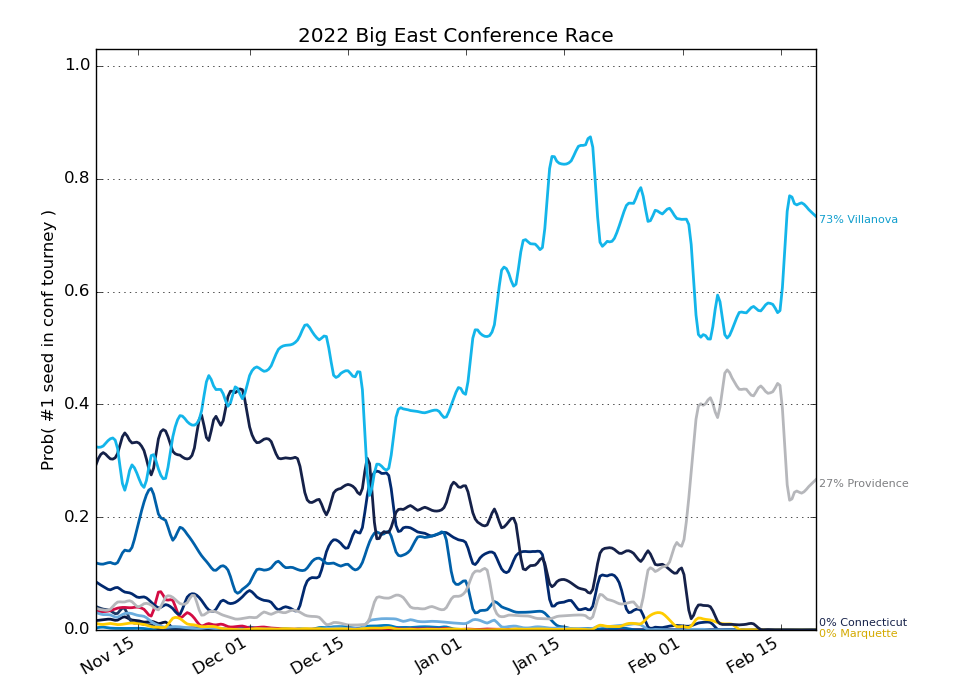 2022 Big East Conference Race
Prob( #1 seed in conf tourney )
1.0
0.8
0.6
0.4
0.2
0.0
73% Villanova
27% Providence
0% Connecticut
0% Marquette
Nov 15
Dec 01
Dec 15
Jan 01
Jan 15
Feb 01
Feb 15